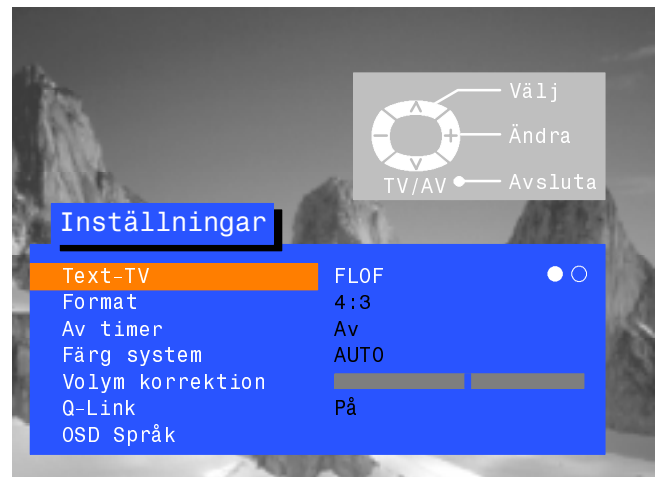 Välj
Ändra
TV/AV Avsluta
Inställningar
Text-TV FLOF
Format 4:3
Av timer Av
Färg system AUTO
Volym korrektion
Q-Link På
OSD Språk